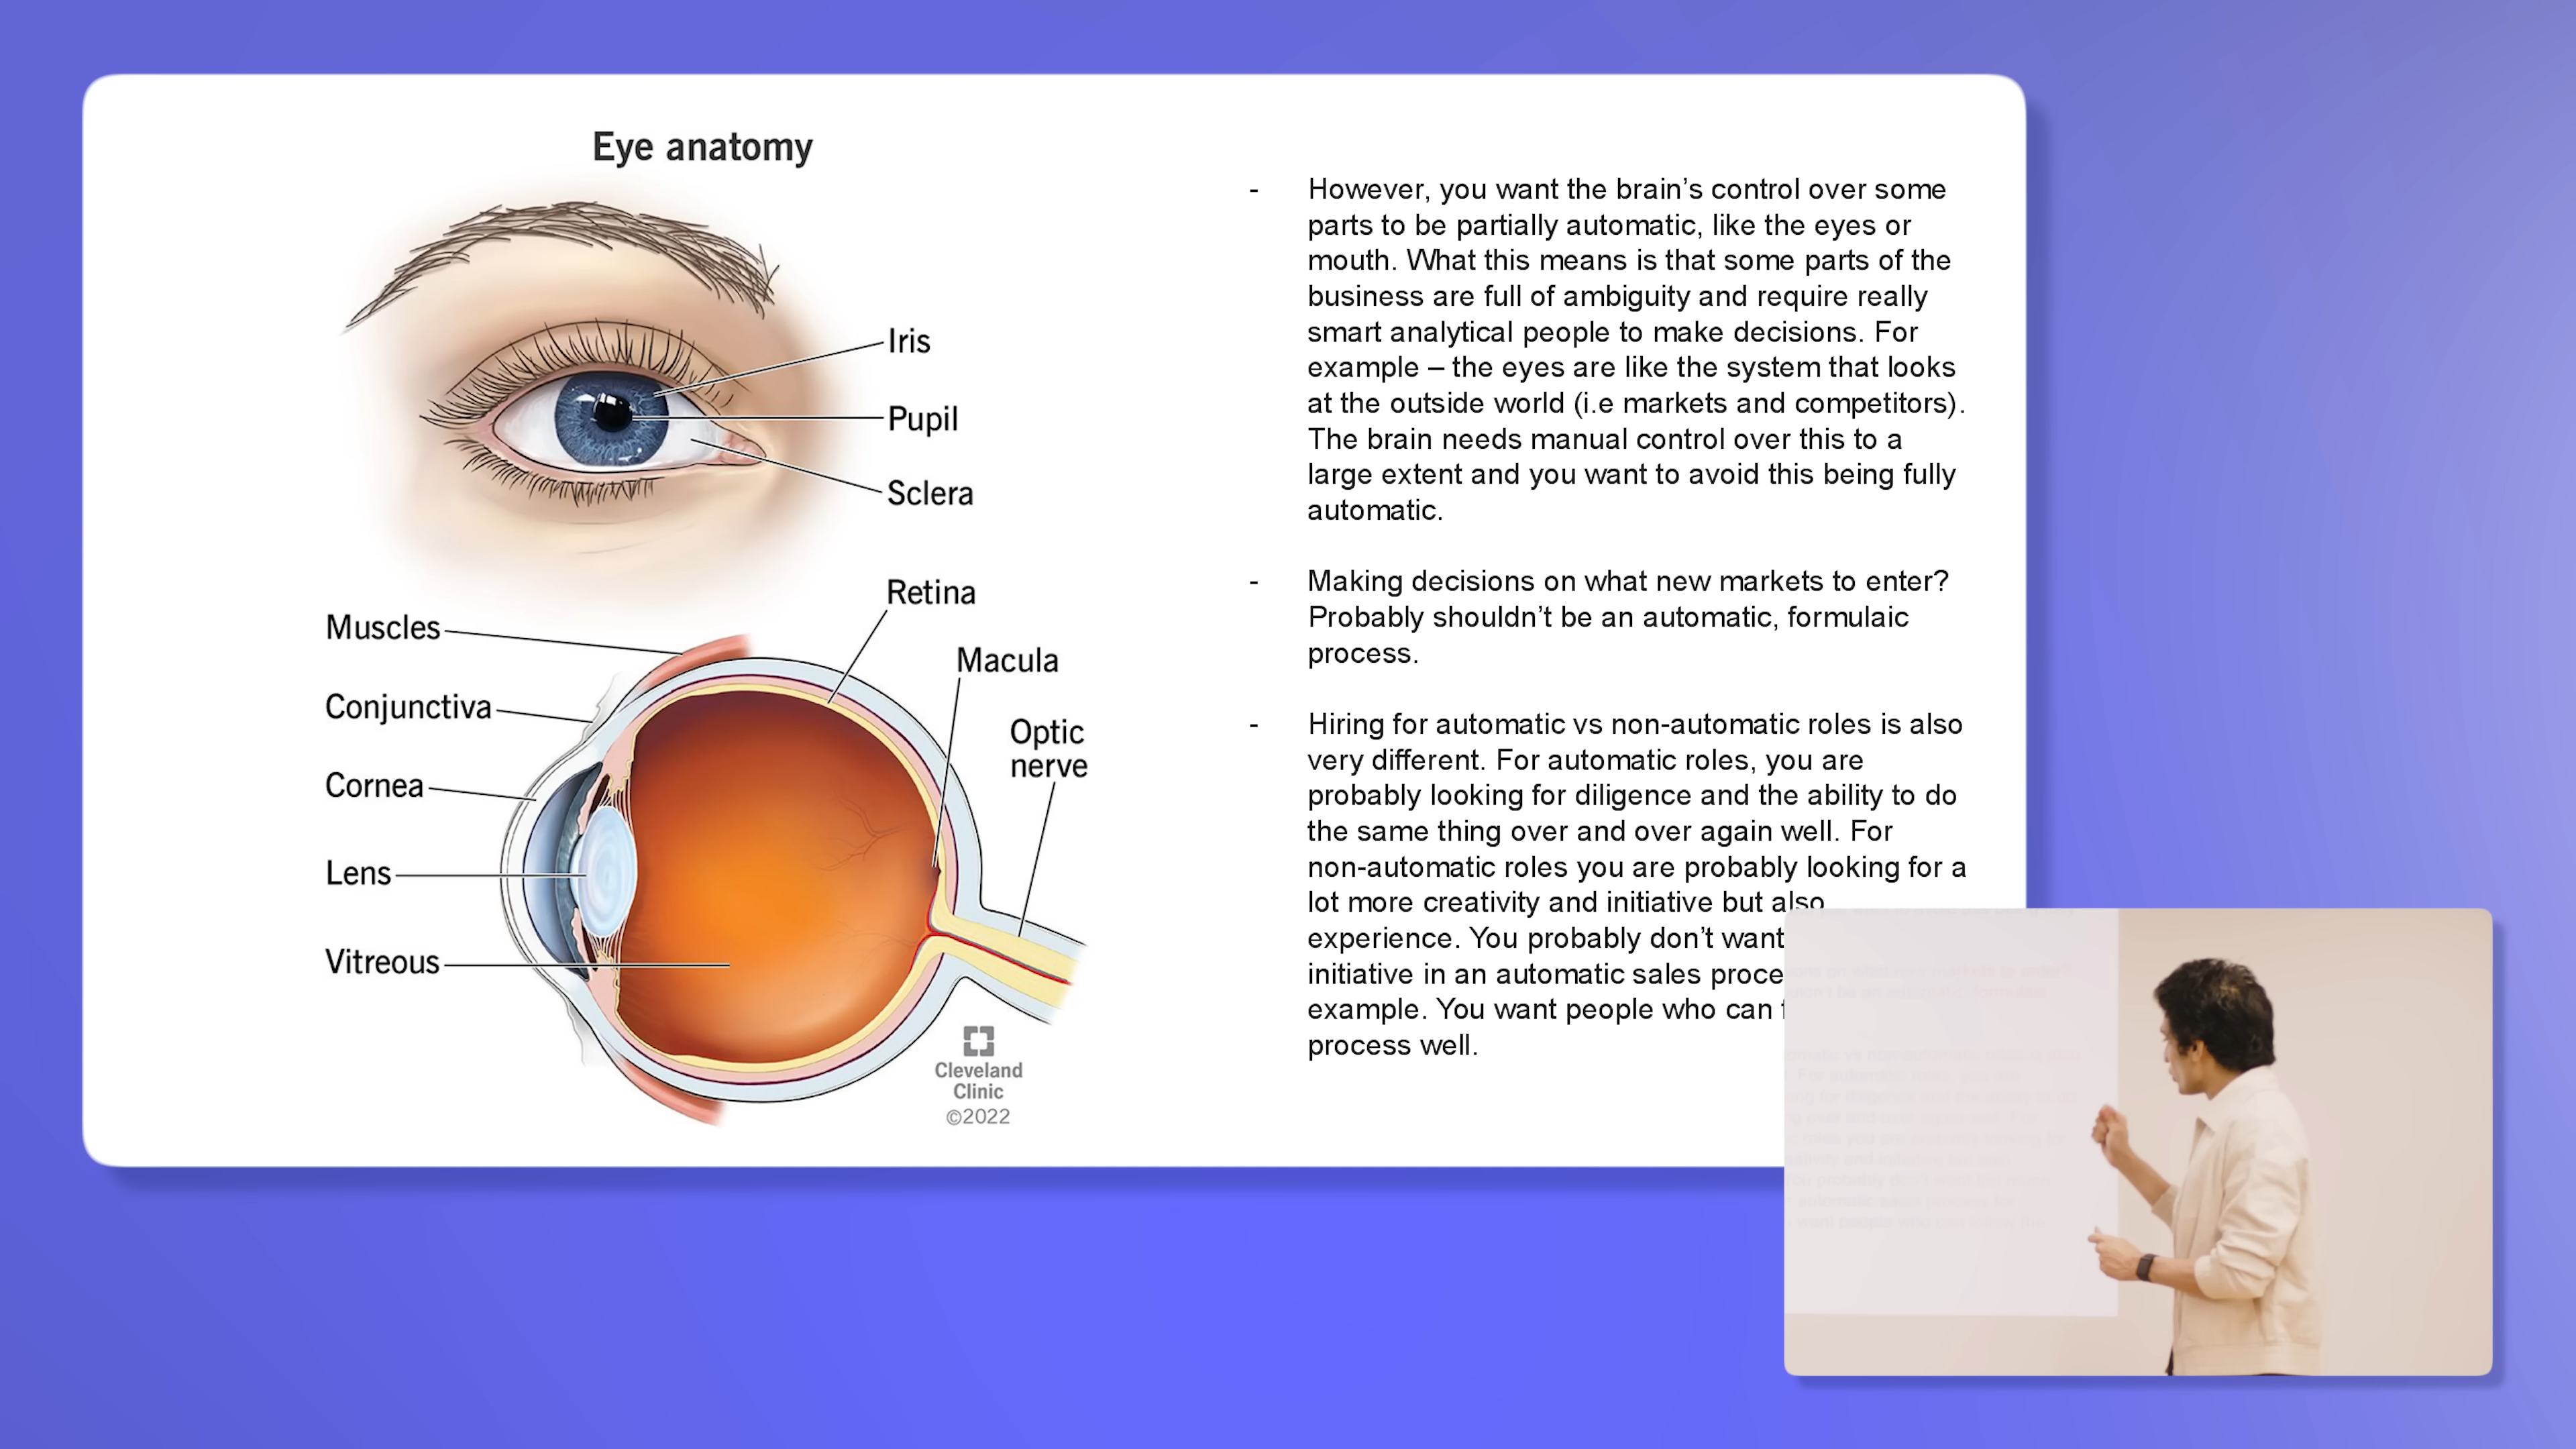 Eye anatomy
Iris
Pupil
Sclera
Retina
Muscles
Macula
Conjunctiva
Optic
nerve
Cornea
Lens
Vitreous
Cleveland
Clinic
©2022
- However, you want the brain’s control over some
parts to be partially automatic, like the eyes or
mouth. What this means is that some parts of the
business are full of ambiguity and require really
smart analytical people to make decisions. For
example – the eyes are like the system that looks
at the outside world (i.e markets and competitors).
The brain needs manual control over this to a
large extent and you want to avoid this being fully
automatic.
- Making decisions on what new markets to enter?
Probably shouldn’t be an automatic, formulaic
process.
- Hiring for automatic vs non-automatic roles is also
very different. For automatic roles, you are
probably looking for diligence and the ability to do
the same thing over and over again well. For
non-automatic roles you are probably looking for a
lot more creativity and initiative but also
experience. You probably don’t want
initiative in an automatic sales
example. You want people who can
process well.